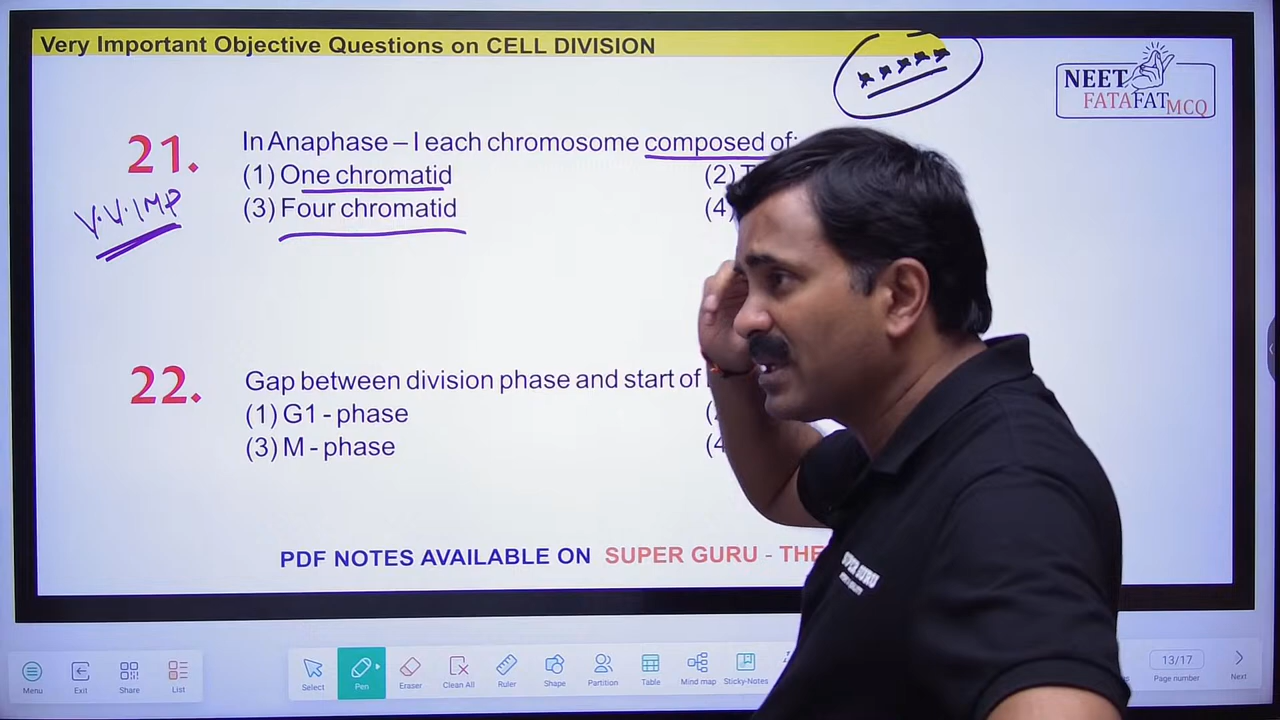 Very Important Objective Questions on CELL DIVISION
NEET
FATAFAT MCQ
21.
In Anaphase – I each chromosome composed of:
V.V.IMP
(1) One chromatid
(2)
(3) Four chromatid
(4)
22.
Gap between division phase and start of
(1) G1 - phase
(3) M - phase
(4
PDF NOTES AVAILABLE ON SUPER GURU - THE
SUPER GURU
Menu
Exit
Share
List
Select
Pen
Eraser
Clean All
Ruler
Shape
Partition
Table
Mind map
Sticky-Notes
13/17
Page number
Next